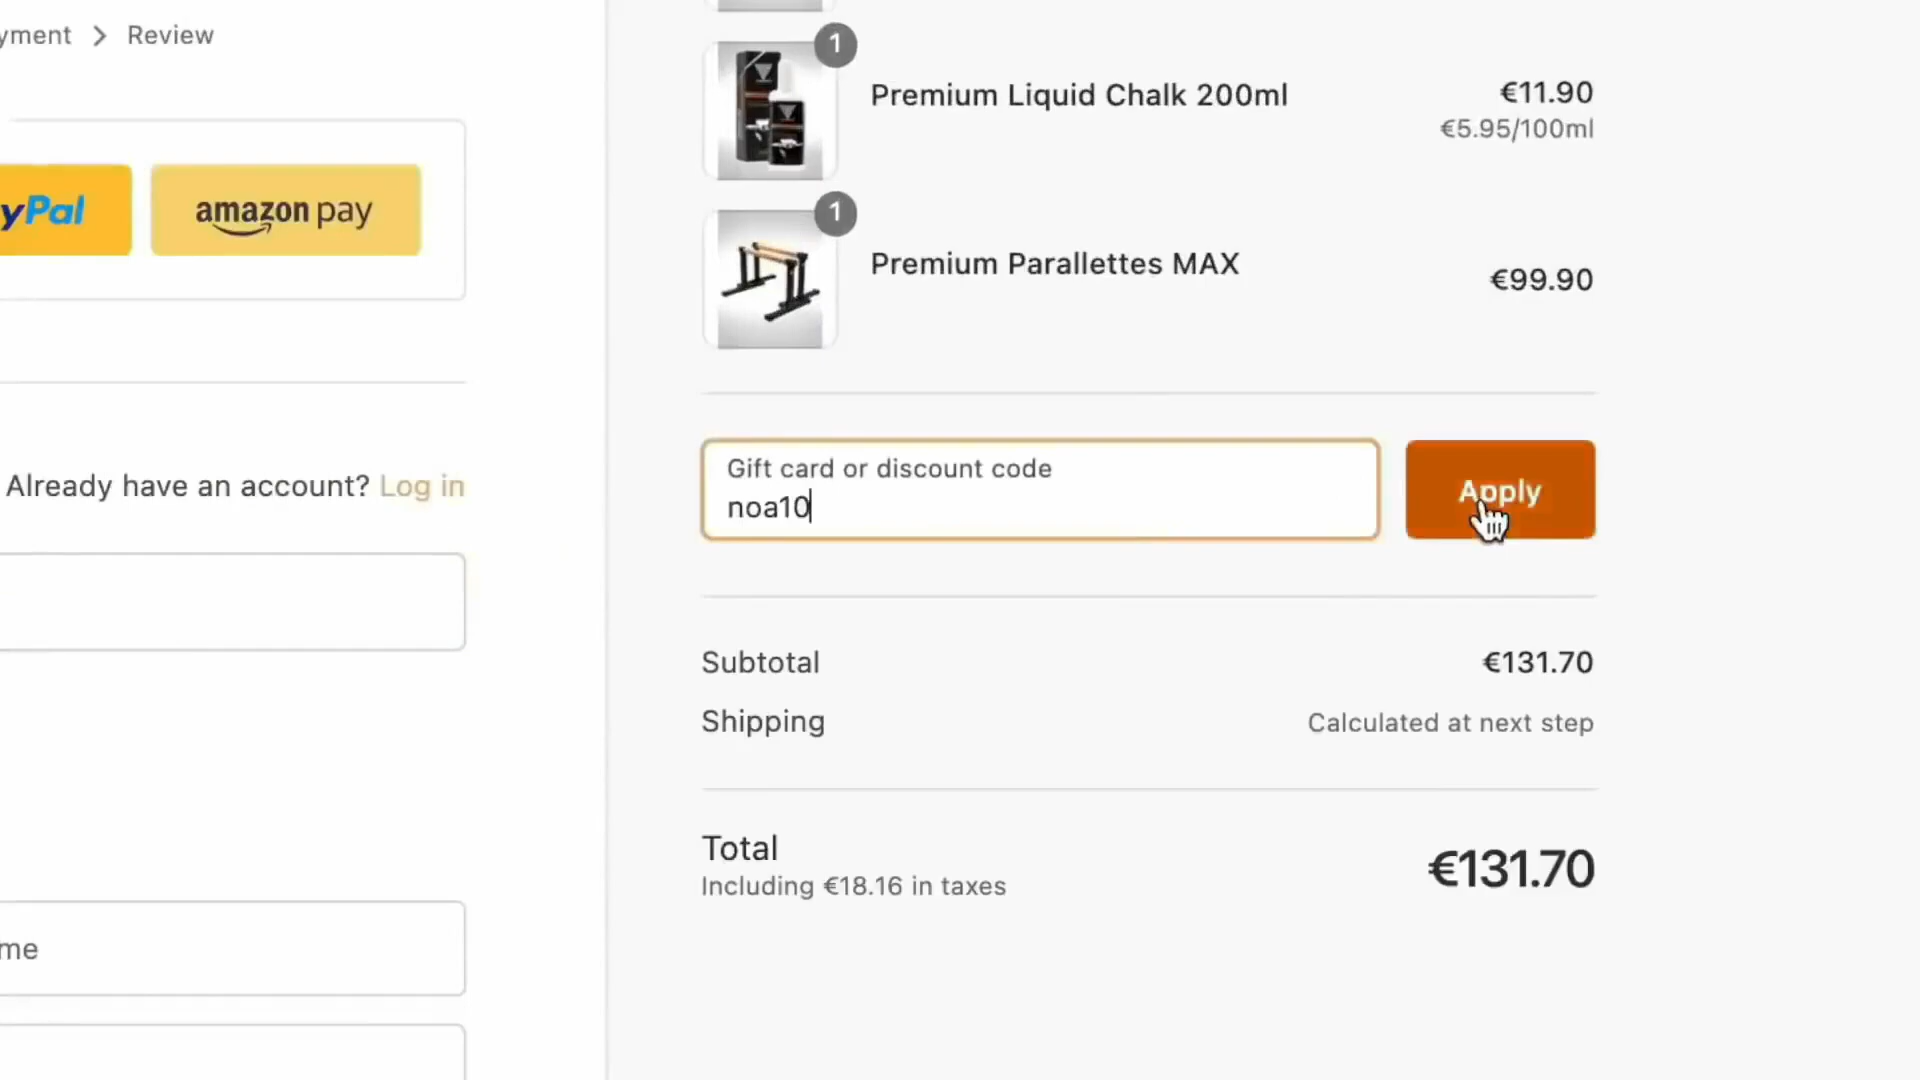 yment > Review
1
Premium Liquid Chalk 200ml
€11.90
€5.95/100ml
yPal
amazon pay
1
Premium Parallettes MAX
€99.90
Already have an account? Log in
Gift card or discount code
noa10
Apply
Subtotal
€131.70
Shipping
Calculated at next step
Total
Including €18.16 in taxes
€131.70
me